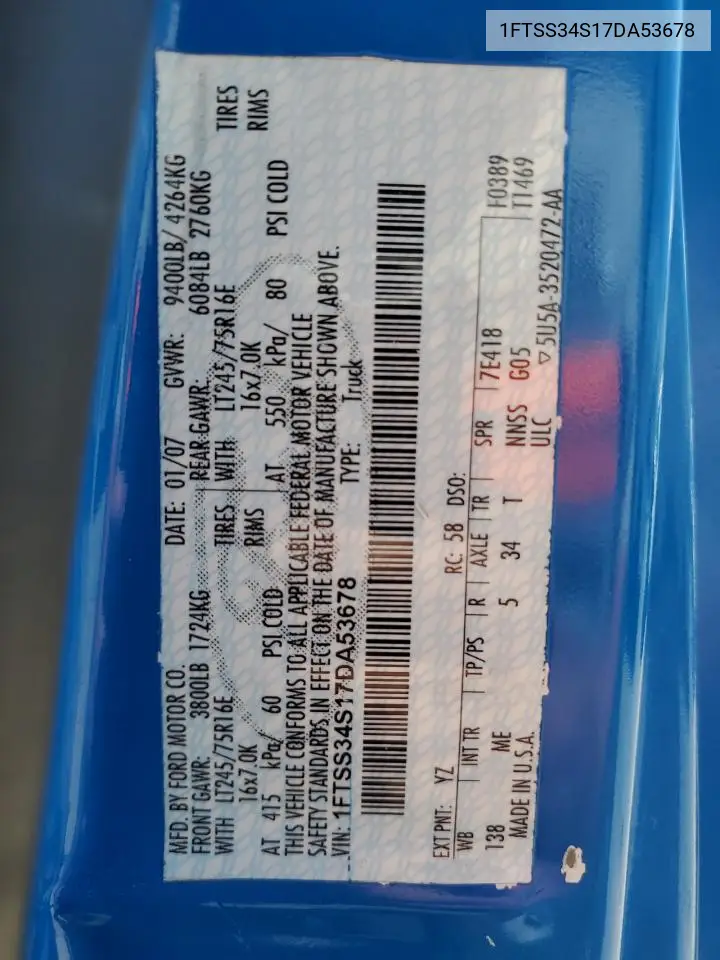 1FTSS34S17DA53678
MFD. BY FORD MOTOR CO. DATE: 01/07 GVWR: 9400LB/ 4264KG
FRONT GAWR: 3800LB 1724KG REAR GAWR: 6084LB 2760KG
WITH LT245/75R16E TIRES WITH LT245/75R16E TIRES
16x7.0K RIMS 16x7.0K RIMS
AT 415 kPa/ 60 PSI COLD AT 550 kPa/ 80 PSI COLD
THIS VEHICLE CONFORMS TO ALL APPLICABLE FEDERAL MOTOR VEHICLE
SAFETY STANDARDS IN EFFECT ON THE DATE OF MANUFACTURE SHOWN ABOVE.
VIN: 1FTSS34S17DA53678 TYPE: Truck
EXT PNT: YZ RC: 58 DSO:
WB INT TR TP/PS R AXLE TR SPR 7E418 F0389
138 ME 5 34 T NNSS G05 T1469
MADE IN U.S.A. ULC ▽5U5A-3520472-AA